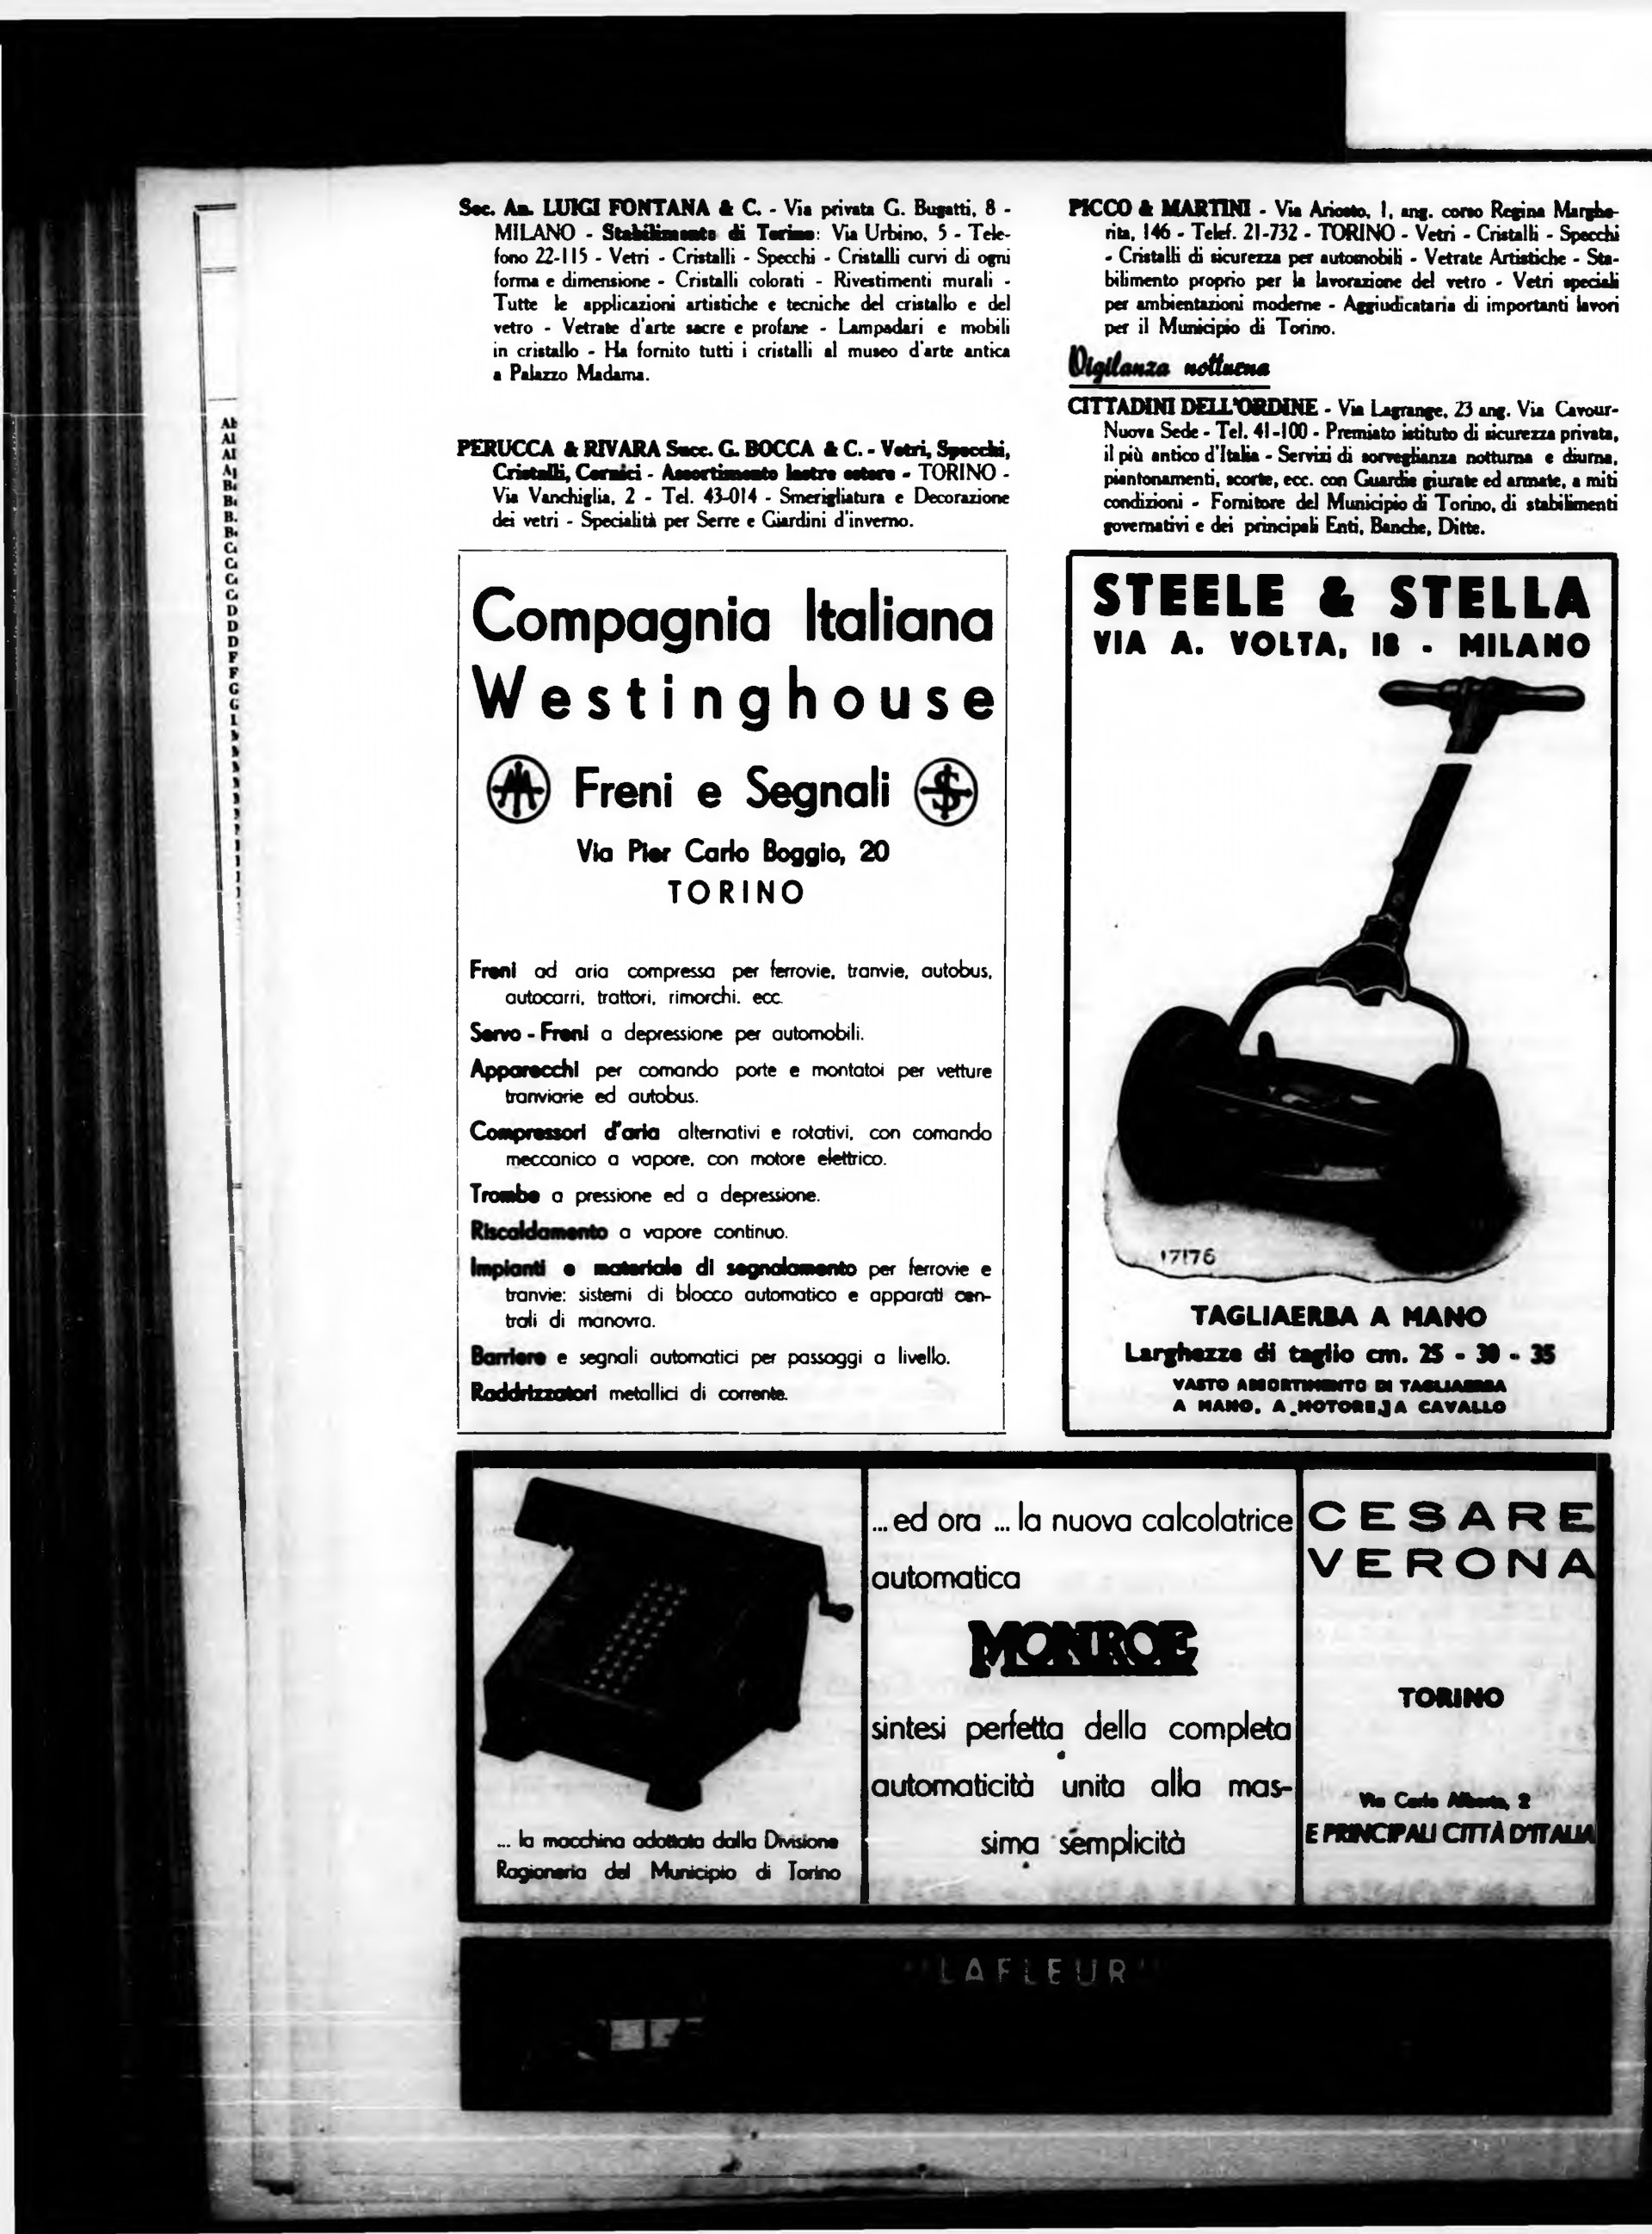 Soc. An. LUIGI FONTANA & C. - Via privata G. Bugatti, 8 -
MILANO - Stabilimento di Torino: Via Urbino, 5 - Tele-
fono 22-115 - Vetri - Cristalli - Specchi - Cristalli curvi di ogni
forma e dimensione - Cristalli colorati - Rivestimenti murali -
Tutte le applicazioni artistiche e tecniche del cristallo e del
vetro - Vetrate d'arte sacre e profane - Lampadari e mobili
in cristallo - Ha fornito tutti i cristalli al museo d'arte antica
a Palazzo Madama.
PERUCCA & RIVARA Succ. G. BOCCA & C. - Vetri, Specchi,
Cristalli, Cornici - Assortimento lastre estere - TORINO -
Via Vanchiglia, 2 - Tel. 43-014 - Smerigliatura e Decorazione
dei vetri - Specialità per Serre e Giardini d'inverno.
PICCO & MARTINI - Via Ariosto, 1, ang. corso Regina Marghe-
rita, 146 - Telef. 21-732 - TORINO - Vetri - Cristalli - Specchi
- Cristalli di sicurezza per automobili - Vetrate Artistiche - Sta-
bilimento proprio per la lavorazione del vetro - Vetri speciali
per ambientazioni moderne - Aggiudicataria di importanti lavori
per il Municipio di Torino.
Vigilanza notturna
CITTADINI DELL'ORDINE - Via Lagrange, 23 ang. Via Cavour-
Nuova Sede - Tel. 41-100 - Premiato istituto di sicurezza privata,
il più antico d'Italia - Servizi di sorveglianza notturna e diurna,
piantonamenti, scorte, ecc. con Guardie giurate ed armate, a miti
condizioni - Fornitore del Municipio di Torino, di stabilimenti
governativi e dei principali Enti, Banche, Ditte.
Compagnia Italiana
Westinghouse
Freni e Segnali
Via Pier Carlo Boggio, 20
TORINO
Freni ad aria compressa per ferrovie, tranvie, autobus,
autocarri, trattori, rimorchi. ecc.
Servo - Freni a depressione per automobili.
Apparecchi per comando porte e montatoi per vetture
tranviarie ed autobus.
Compressori d'aria alternativi e rotativi, con comando
meccanico a vapore, con motore elettrico.
Trombe a pressione ed a depressione.
Riscaldamento a vapore continuo.
Impianti e materiale di segnalamento per ferrovie e
tranvie: sistemi di blocco automatico e apparati cen-
trali di manovra.
Barriere e segnali automatici per passaggi a livello.
Raddrizzatori metallici di corrente.
STEELE & STELLA
VIA A. VOLTA, 18 - MILANO
17176
TAGLIAERBA A MANO
Larghezze di taglio cm. 25 - 30 - 35
VASTO ASSORTIMENTO DI TAGLIAERBA
A MANO, A MOTORE, A CAVALLO
... la macchina adottata dalla Divisione
Ragioneria del Municipio di Torino
... ed ora ... la nuova calcolatrice
automatica
MONROE
sintesi perfetta della completa
automaticità unita alla mas-
sima semplicità
CESARE
VERONA
TORINO
Via Carlo Alberto, 2
E PRINCIPALI CITTÀ D'ITALIA
"LAFLEUR"